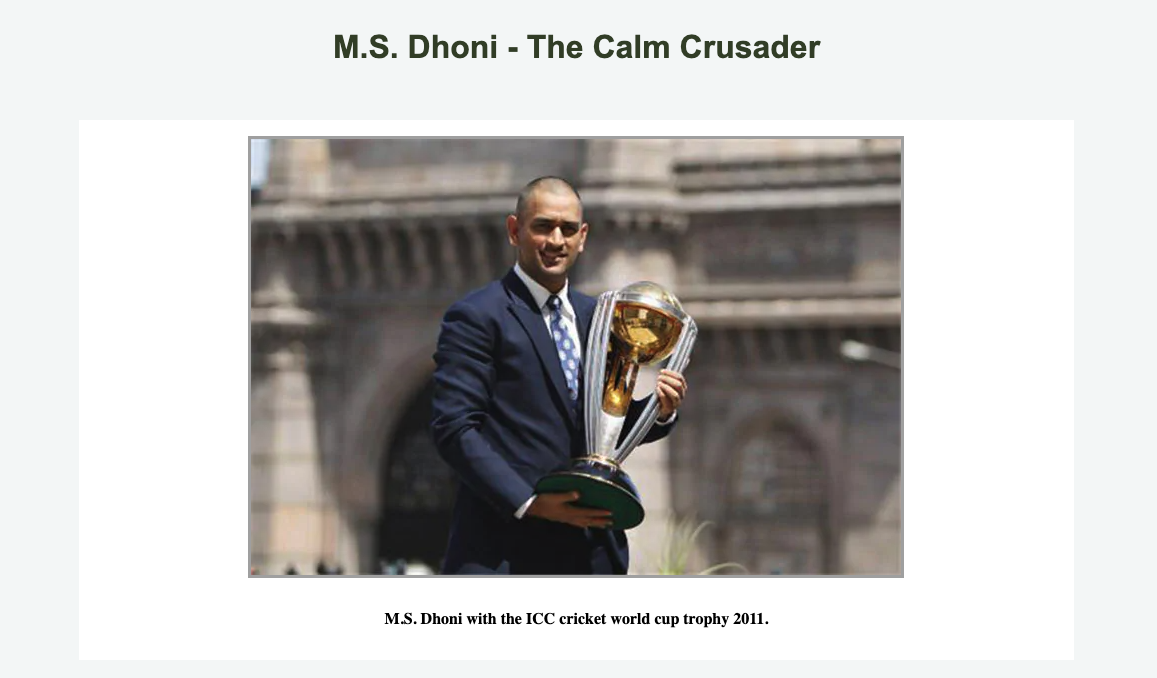 M.S. Dhoni - The Calm Crusader
M.S. Dhoni with the ICC cricket world cup trophy 2011.